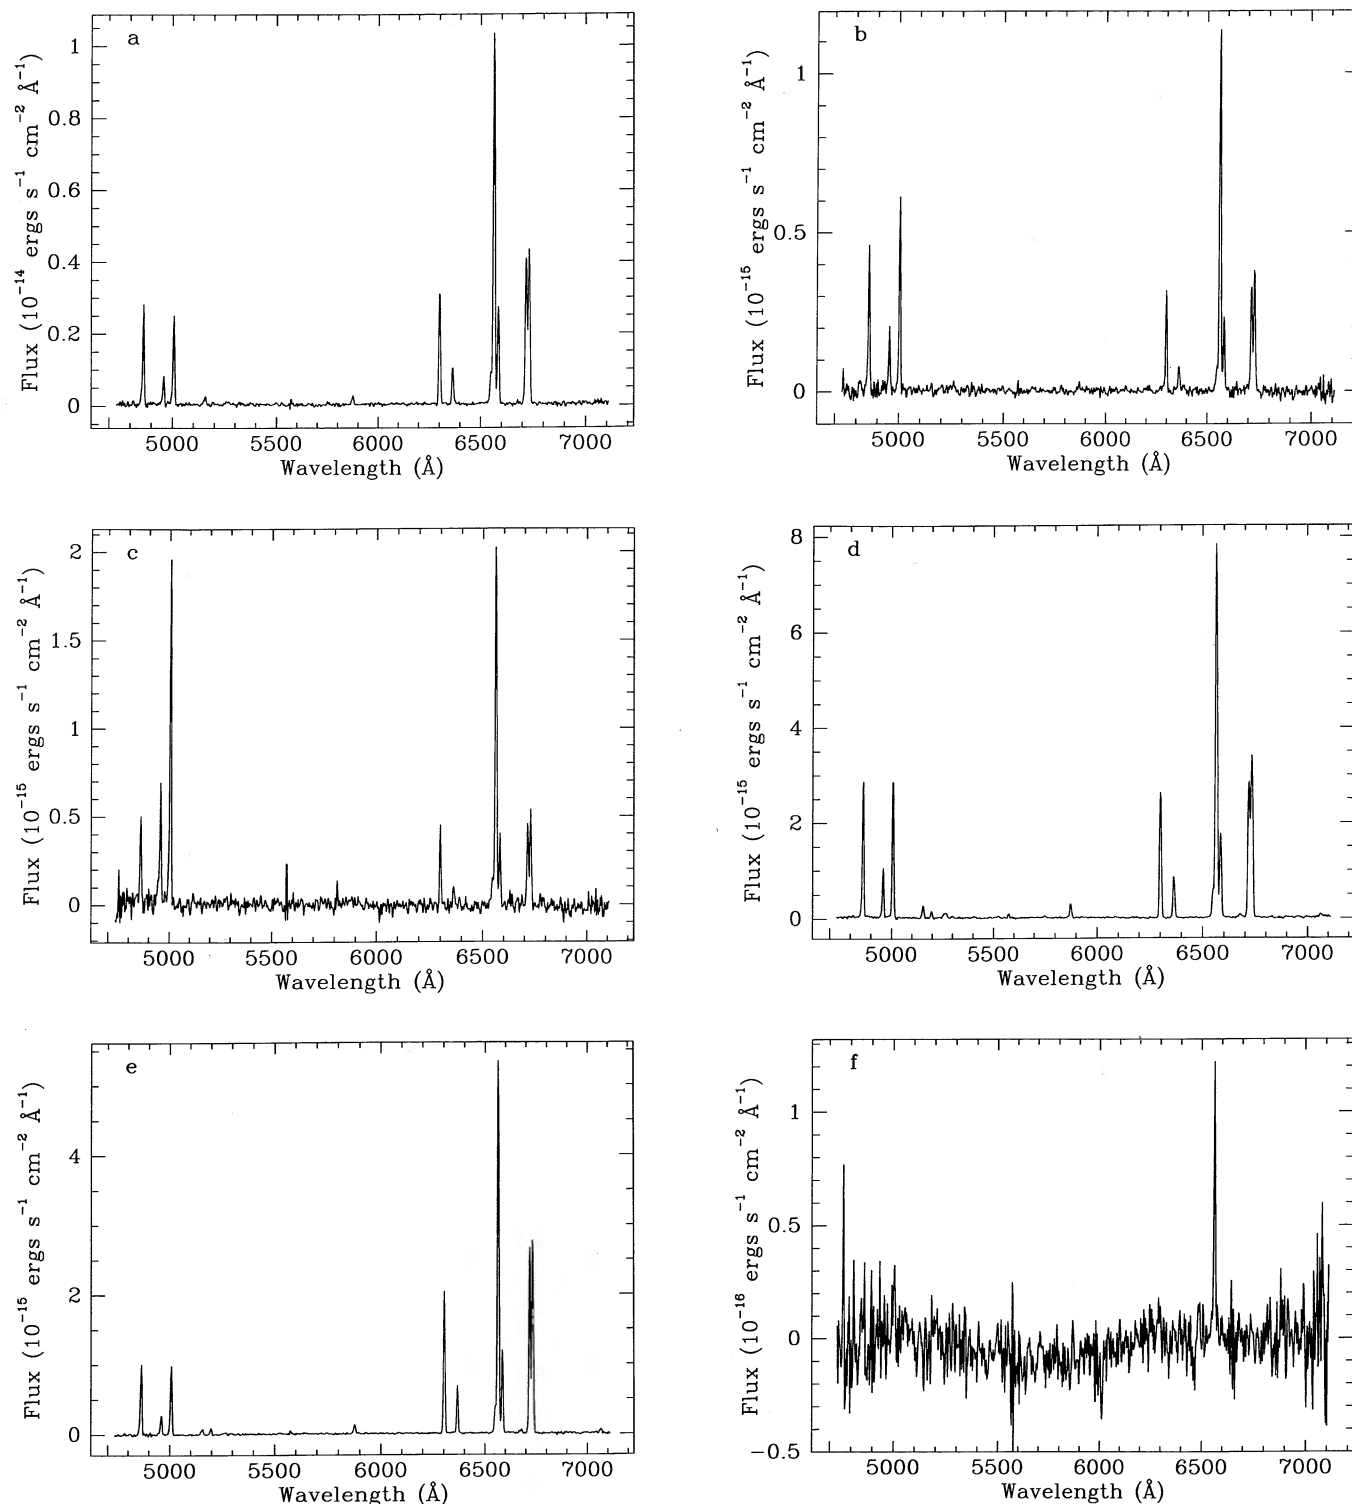 a
1
0.8
0.6
0.4
0.2
0
Flux (10−14 ergs s−1 cm−2 Å−1)
5000 5500 6000 6500 7000
Wavelength (Å)
b
1
0.5
0
Flux (10−15 ergs s−1 cm−2 Å−1)
5000 5500 6000 6500 7000
Wavelength (Å)
c
2
1.5
1
0.5
0
Flux (10−15 ergs s−1 cm−2 Å−1)
5000 5500 6000 6500 7000
Wavelength (Å)
d
8
6
4
2
0
Flux (10−15 ergs s−1 cm−2 Å−1)
5000 5500 6000 6500 7000
Wavelength (Å)
e
4
2
0
Flux (10−15 ergs s−1 cm−2 Å−1)
5000 5500 6000 6500 7000
Wavelength (Å)
f
1
0.5
0
−0.5
Flux (10−16 ergs s−1 cm−2 Å−1)
5000 5500 6000 6500 7000
Wavelength (Å)